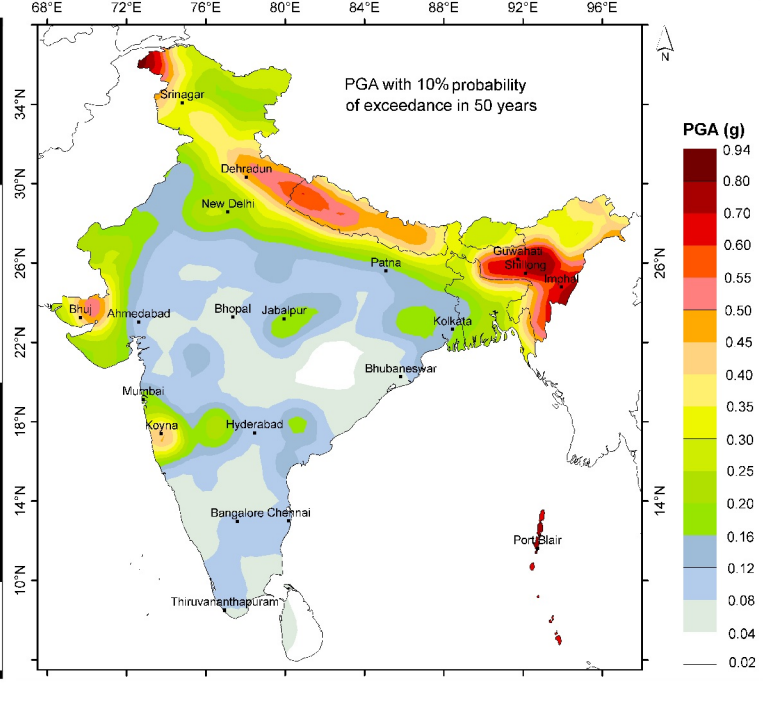 68°E 72°E 76°E 80°E 84°E 88°E 92°E 96°E
N
PGA with 10% probability
of exceedance in 50 years
Srinagar
34°N
PGA (g)
0.94
0.80
0.70
0.60
0.55
0.50
0.45
0.40
0.35
0.30
0.25
0.20
0.16
0.12
0.08
0.04
0.02
Dehradun
30°N
New Delhi
Guwahati
26°N
Patna
Shillong
26°N
Imphal
Bhuj
Ahmedabad
Bhopal
Jabalpur
Kolkata
22°N
Bhubaneswar
Mumbai
18°N
Koyna
Hyderabad
14°N
14°N
Bangalore
Chennai
Port Blair
10°N
Thiruvananthapuram